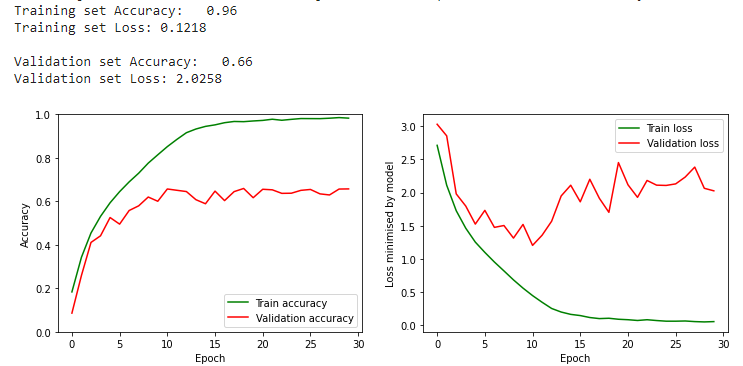 Training set Accuracy:   0.96
Training set Loss: 0.1218
Validation set Accuracy:   0.66
Validation set Loss: 2.0258
1.0
0.8
0.6
0.4
0.2
0.0
Accuracy
Train accuracy
Validation accuracy
0 5 10 15 20 25 30
Epoch
3.0
2.5
2.0
1.5
1.0
0.5
0.0
Loss minimised by model
Train loss
Validation loss
0 5 10 15 20 25 30
Epoch